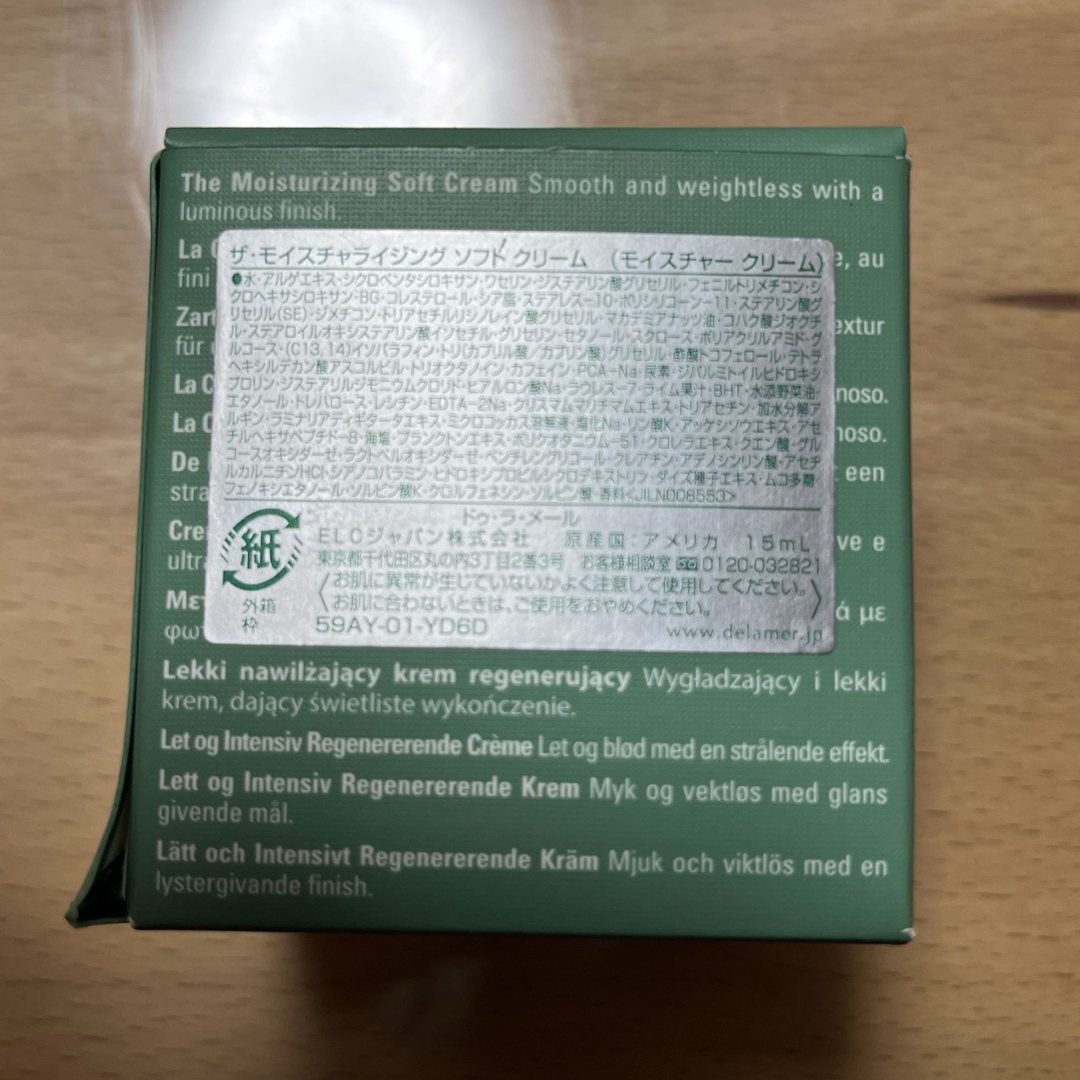 The Moisturizing Soft Cream Smooth and weightless with a
luminous finish.
La C e, au
fini
ザ・モイスチャライジング ソフト クリーム (モイスチャー クリーム)
●水・アルゲエキス・シクロペンタシロキサン・ワセリン・ジステアリン酸グリセリル・フェニルトリメチコン・シ
クロヘキサシロキサン・BG・コレステロール・シア脂・ステアレス-10・ポリシリコーン-11・ステアリン酸グ
リセリル(SE)・ジメチコン・トリアセチルリシノレイン酸グリセリル・マカデミアナッツ油・コハク酸ジオクチ
ル・ステアロイルオキシステアリン酸イソセチル・グリセリン・セタノール・スクロース・ポリアクリルアミド・グ
ルコース・(C13,14)イソパラフィン・トリ(カプリル酸/カプリン酸)グリセリル・酢酸トコフェロール・テトラ
ヘキシルデカン酸アスコルビル・トリオクタノイン・カフェイン・PCA-Na・尿素・ジパルミトイルヒドロキシ
プロリン・ジステアリルジモニウムクロリド・ヒアルロン酸Na・ラウレス-7・ライム果汁・BHT・水添野菜油・
エタノール・トレハロース・レシチン・EDTA-2Na・クリスマムマリチマムエキス・トリアセチン・加水分解ア
ルギン・ラミナリアディギタータエキス・ミクロコッカス溶解液・塩化Na・リン酸K・アッケシソウエキス・アセ
チルヘキサペプチド-8・海塩・プランクトンエキス・ポリクオタニウム-51・クロレラエキス・クエン酸・グル
コースオキシダーゼ・ラクトペルオキシダーゼ・ペンチレングリコール・クレアチン・アデノシンリン酸・アセチ
ルカルニチンHCl・シアノコバラミン・ヒドロキシプロピルシクロデキストリン・ダイズ種子エキス・ムコ多糖・
フェノキシエタノール・ソルビン酸K・クロルフェネシン・ソルビン酸・香料<JILN008553>
ドゥ・ラ・メール
ELCジャパン株式会社 原産国:アメリカ 15mL
東京都千代田区丸の内3丁目2番3号 お客様相談室 0120-032821
〈お肌に異常が生じていないかよく注意して使用してください。
お肌に合わないときは、ご使用をおやめください。〉
59AY-01-YD6D www.delamer.jp
紙
外箱
枠
Zart extur
für
La C noso.
La C noso.
De een
stra
Cre ve e
ultra
Μετ ά με
φωτ
Lekki nawilżający krem regenerujący Wygładzający i lekki
krem, dający świetliste wykończenie.
Let og Intensiv Regenererende Crème Let og blød med en strålende effekt.
Lett og Intensiv Regenererende Krem Myk og vektløs med glans
givende mål.
Lätt och Intensivt Regenererende Kräm Mjuk och viktlös med en
lystergivande finish.